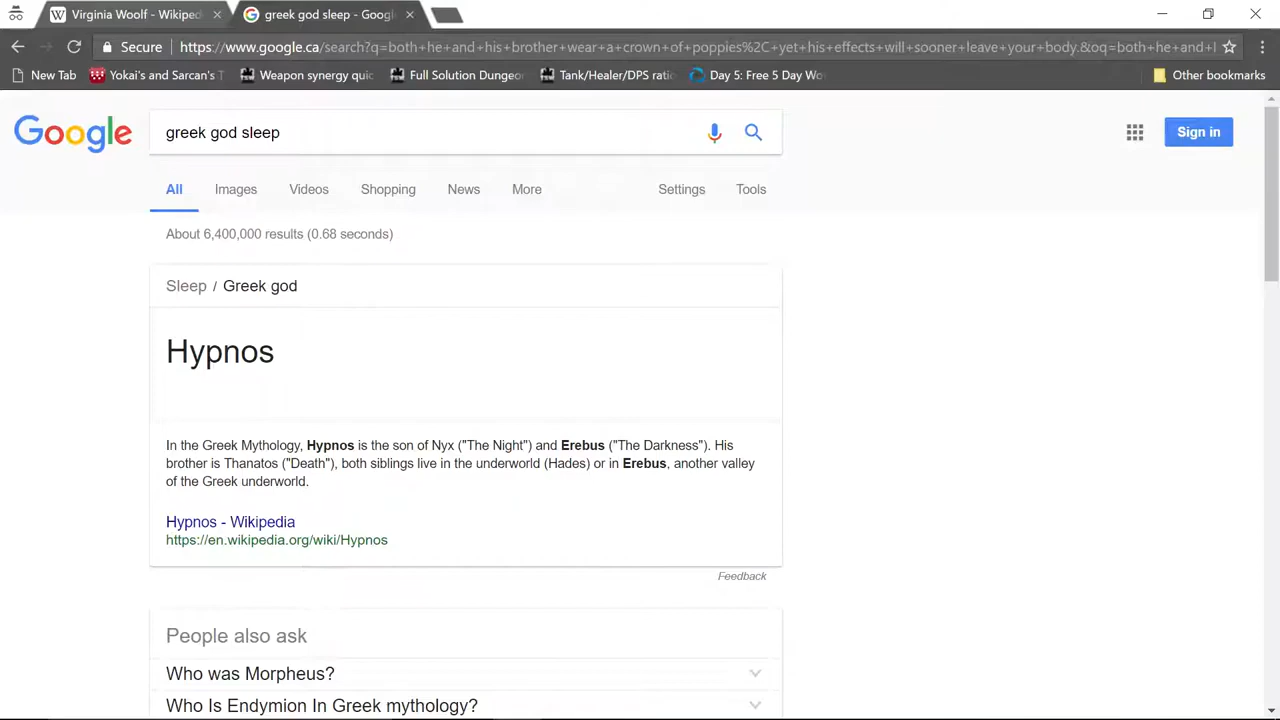 Virginia Woolf - Wikiped
greek god sleep - Google
Secure
https://www.google.ca/search?q=both+he+and+his+brother+wear+a+crown+of+poppies%2C+yet+his+effects+will+sooner+leave+your+body.&oq=both+he+and+
New Tab
Yokai's and Sarcan's T
Weapon synergy quic
Full Solution Dungeo
Tank/Healer/DPS ratio
Day 5: Free 5 Day Wo
Other bookmarks
Google
greek god sleep
Sign in
All Images Videos Shopping News More Settings Tools
About 6,400,000 results (0.68 seconds)
Sleep / Greek god
Hypnos
In the Greek Mythology, Hypnos is the son of Nyx ("The Night") and Erebus ("The Darkness"). His
brother is Thanatos ("Death"), both siblings live in the underworld (Hades) or in Erebus, another valley
of the Greek underworld.
Hypnos - Wikipedia
https://en.wikipedia.org/wiki/Hypnos
Feedback
People also ask
Who was Morpheus?
Who Is Endymion In Greek mythology?